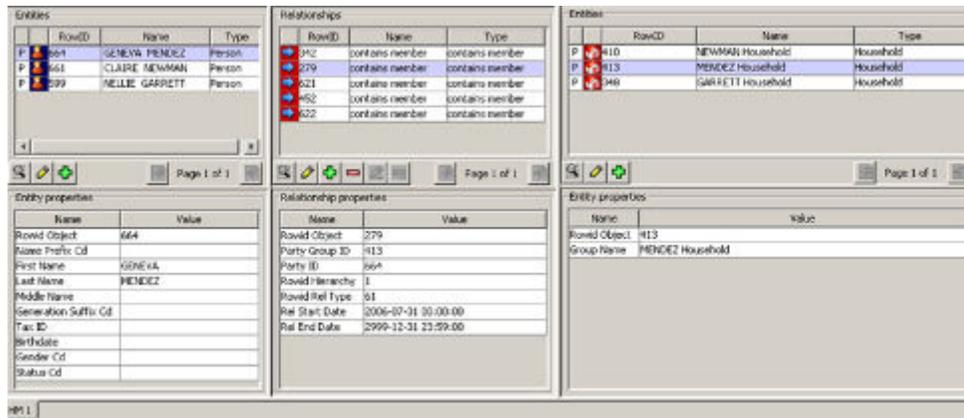 Entities
RowID Name Type
P 664 GENEVA MENDEZ Person
P 661 CLAIRE NEWMAN Person
P 599 NELLIE GARRETT Person
Page 1 of 1
Relationships
RowID Name Type
342 contains member contains member
279 contains member contains member
621 contains member contains member
452 contains member contains member
622 contains member contains member
Page 1 of 1
Entities
RowID Name Type
P 410 NEWMAN Household Household
P 413 MENDEZ Household Household
P 348 GARRETT Household Household
Page 1 of 1
Entity properties
Name Value
Rowid Object 664
Name Prefix Cd
First Name GENEVA
Last Name MENDEZ
Middle Name
Generation Suffix Cd
Tax ID
Birthdate
Gender Cd
Status Cd
Relationship properties
Name Value
Rowid Object 279
Party Group ID 413
Party ID 664
Rowid Hierarchy 1
Rowid Rel Type 61
Rel Start Date 2006-07-31 00:00:00
Rel End Date 2999-12-31 23:59:00
Entity properties
Name Value
Rowid Object 413
Group Name MENDEZ Household
HM 1